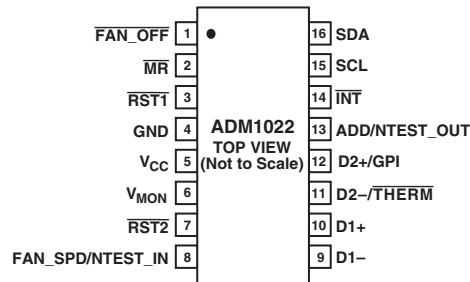 FAN_OFF 1
MR 2
RST1 3
GND 4
VCC 5
VMON 6
RST2 7
FAN_SPD/NTEST_IN 8
ADM1022
TOP VIEW
(Not to Scale)
16 SDA
15 SCL
14 INT
13 ADD/NTEST_OUT
12 D2+/GPI
11 D2–/THERM
10 D1+
9 D1–